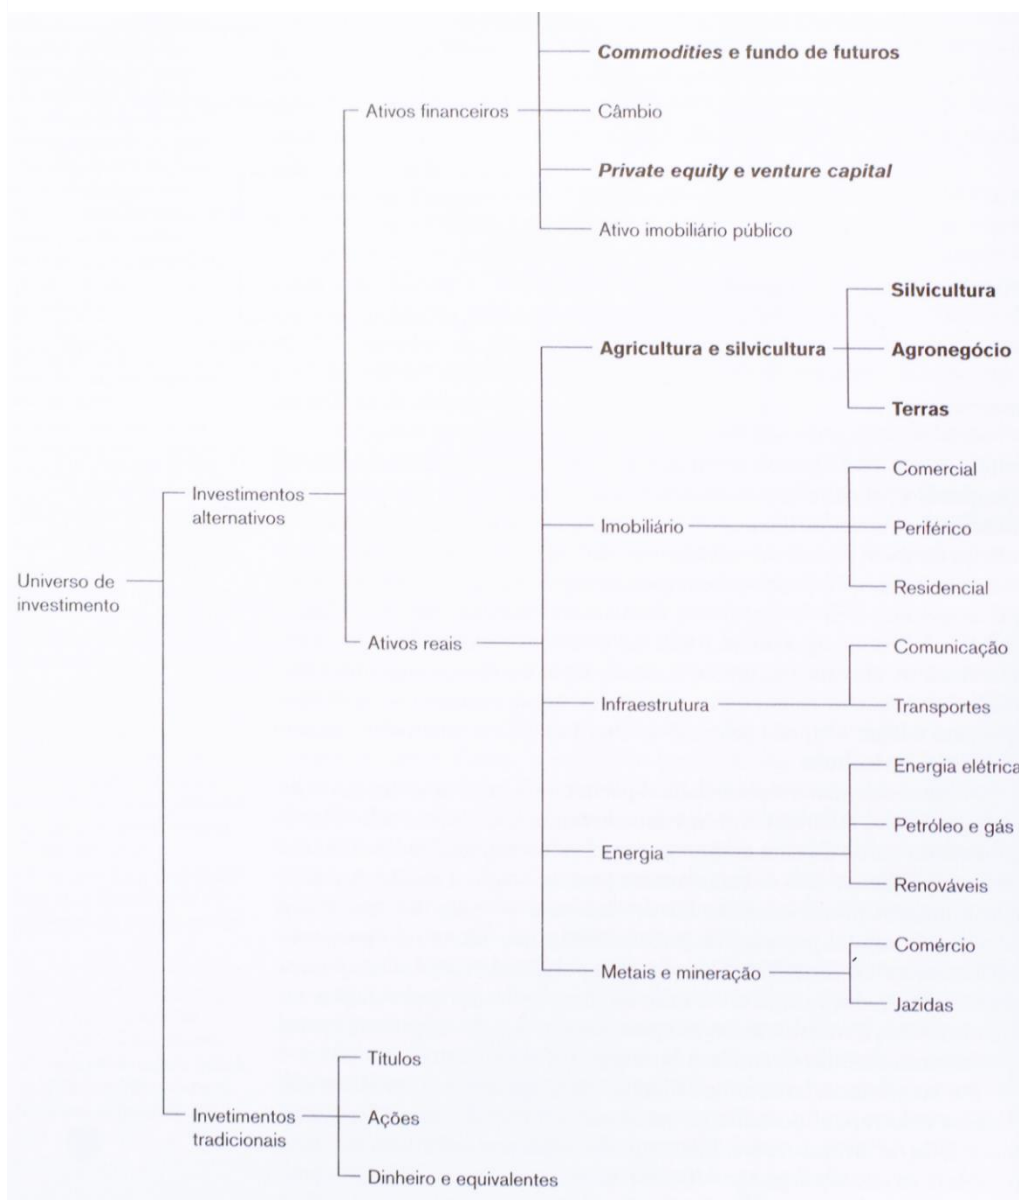 Commodities e fundo de futuros
Ativos financeiros
Câmbio
Private equity e venture capital
Ativo imobiliário público
Silvicultura
Agricultura e silvicultura
Agronegócio
Terras
Comercial
Investimentos
alternativos
Imobiliário
Periférico
Universo de
investimento
Residencial
Ativos reais
Comunicação
Infraestrutura
Transportes
Energia elétrica
Petróleo e gás
Energia
Renováveis
Comércio
Metais e mineração
Jazidas
Títulos
Invetimentos
tradicionais
Ações
Dinheiro e equivalentes